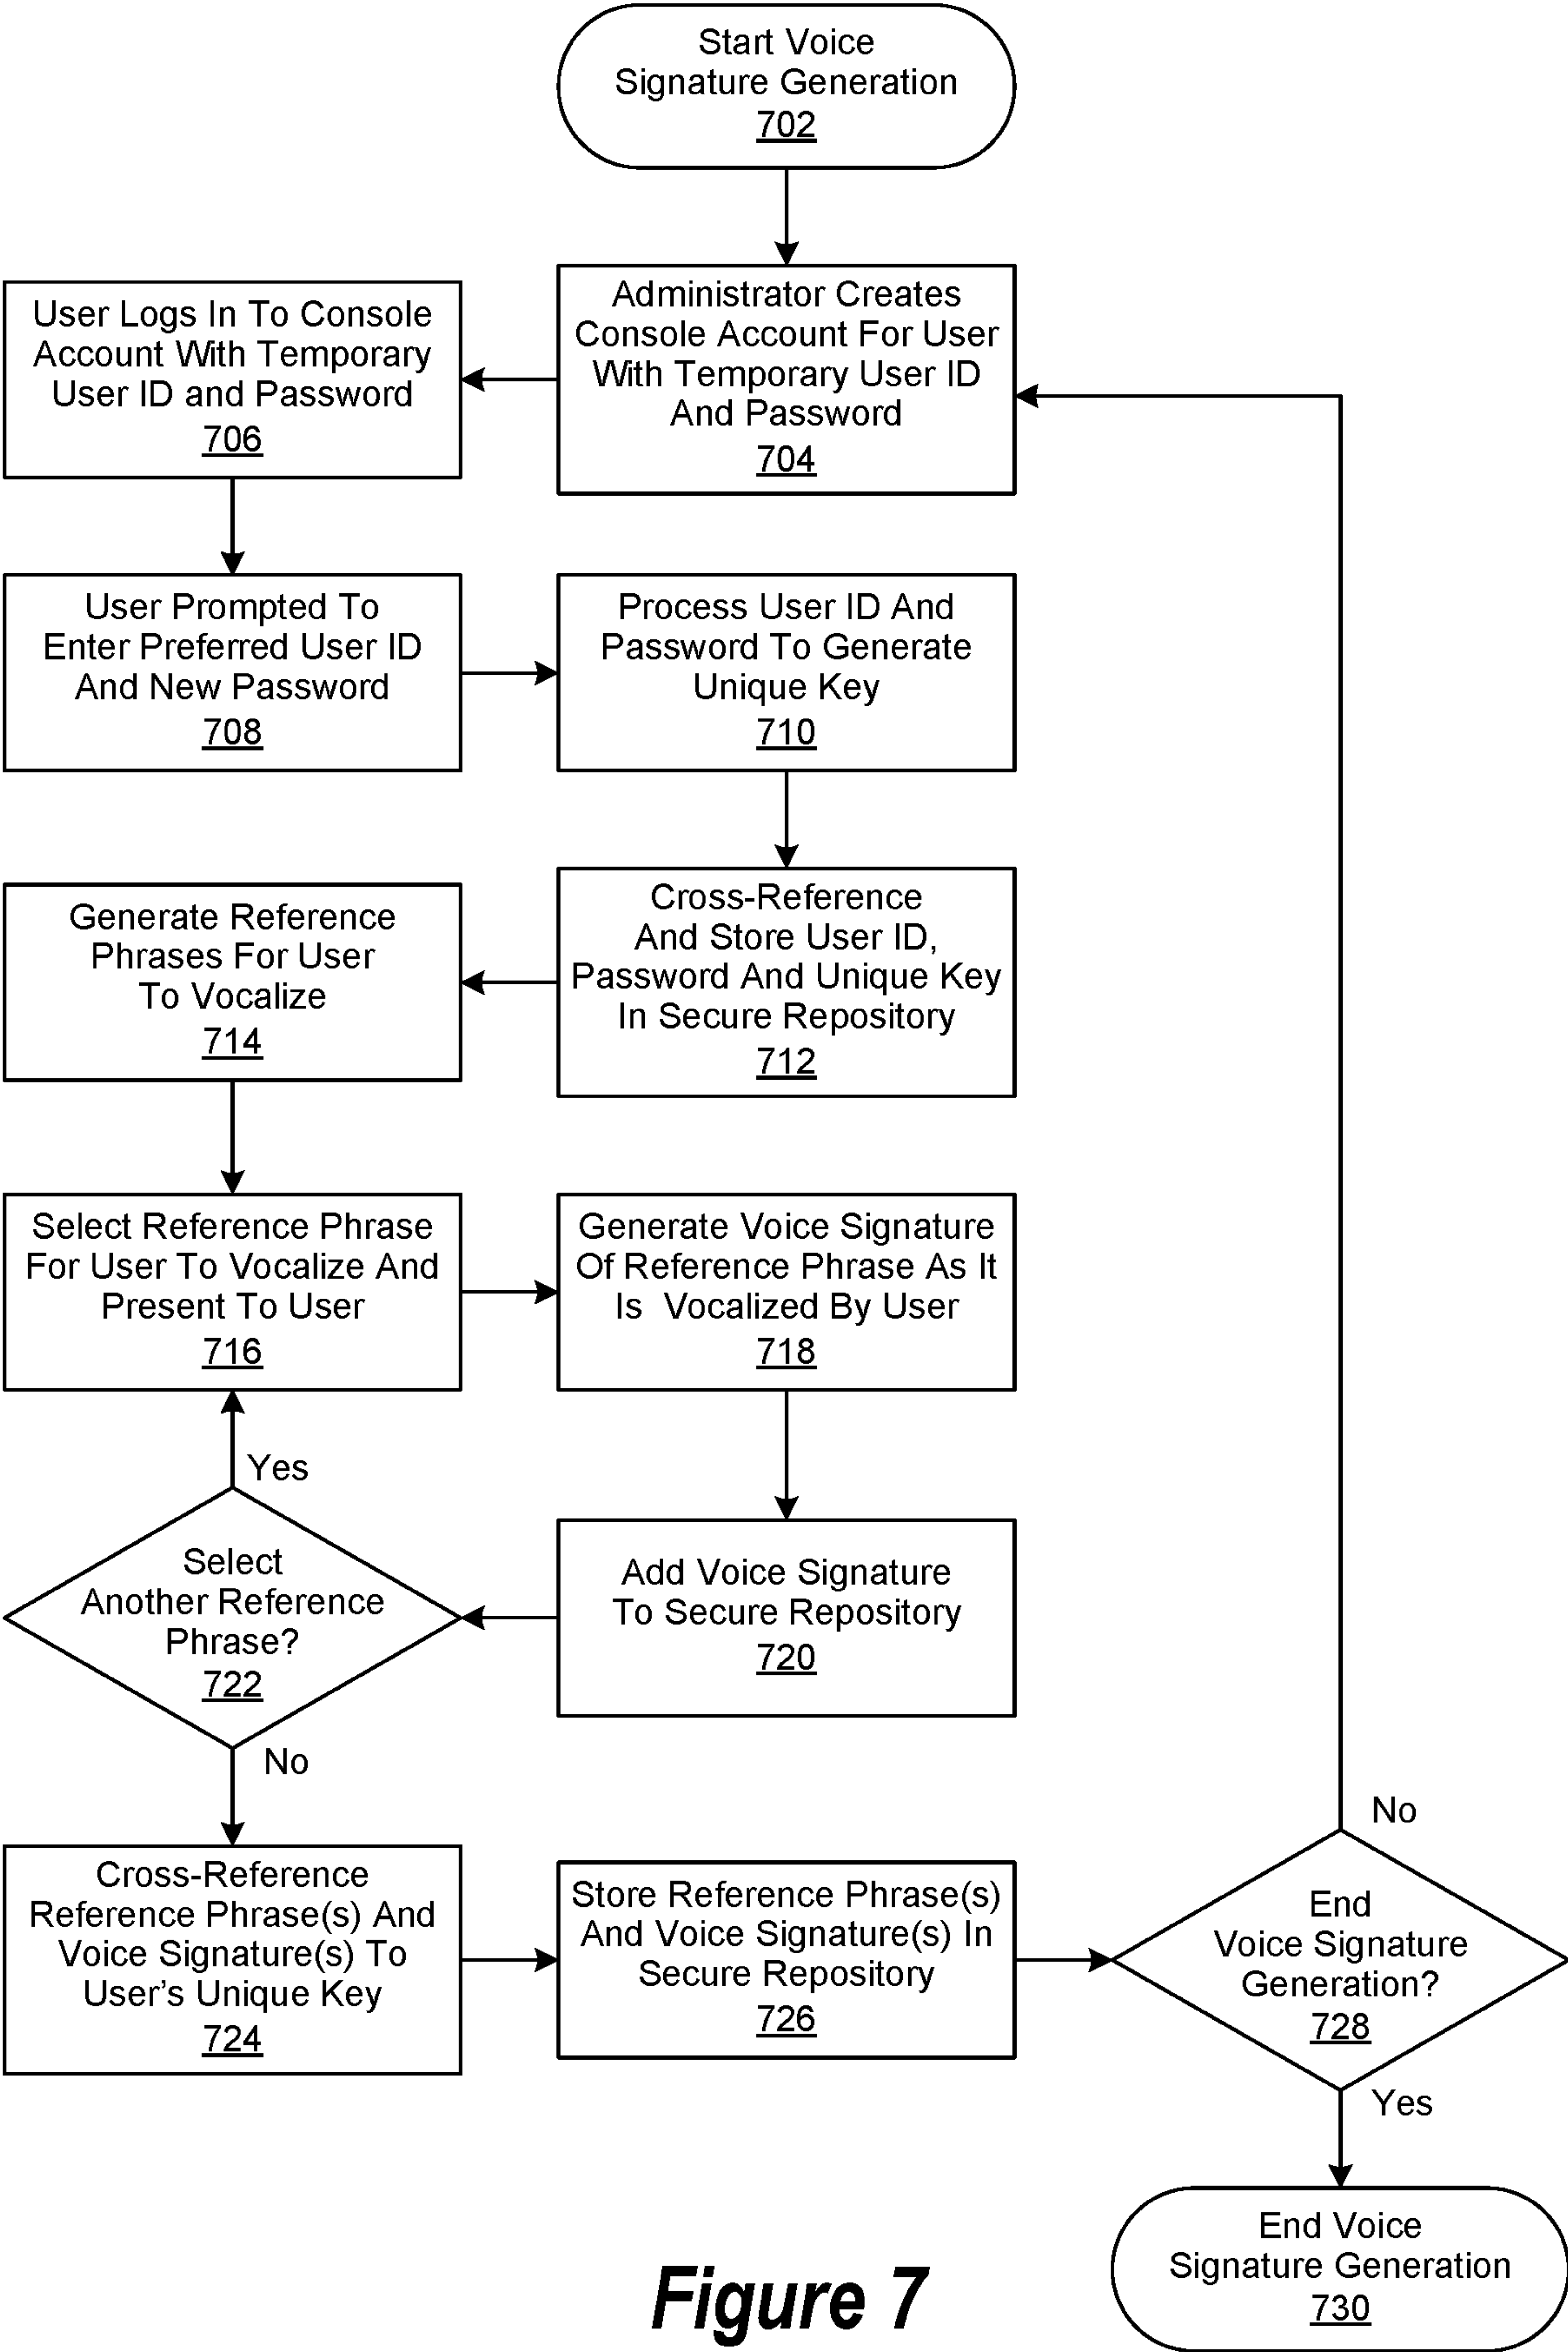 Start Voice
Signature Generation
702
Administrator Creates
Console Account For User
With Temporary User ID
And Password
704
User Logs In To Console
Account With Temporary
User ID and Password
706
User Prompted To
Enter Preferred User ID
And New Password
708
Process User ID And
Password To Generate
Unique Key
710
Cross-Reference
And Store User ID,
Password And Unique Key
In Secure Repository
712
Generate Reference
Phrases For User
To Vocalize
714
Select Reference Phrase
For User To Vocalize And
Present To User
716
Generate Voice Signature
Of Reference Phrase As It
Is Vocalized By User
718
Add Voice Signature
To Secure Repository
720
Yes
Select
Another Reference
Phrase?
722
No
Cross-Reference
Reference Phrase(s) And
Voice Signature(s) To
User’s Unique Key
724
Store Reference Phrase(s)
And Voice Signature(s) In
Secure Repository
726
No
End
Voice Signature
Generation?
728
Yes
End Voice
Signature Generation
730
Figure 7